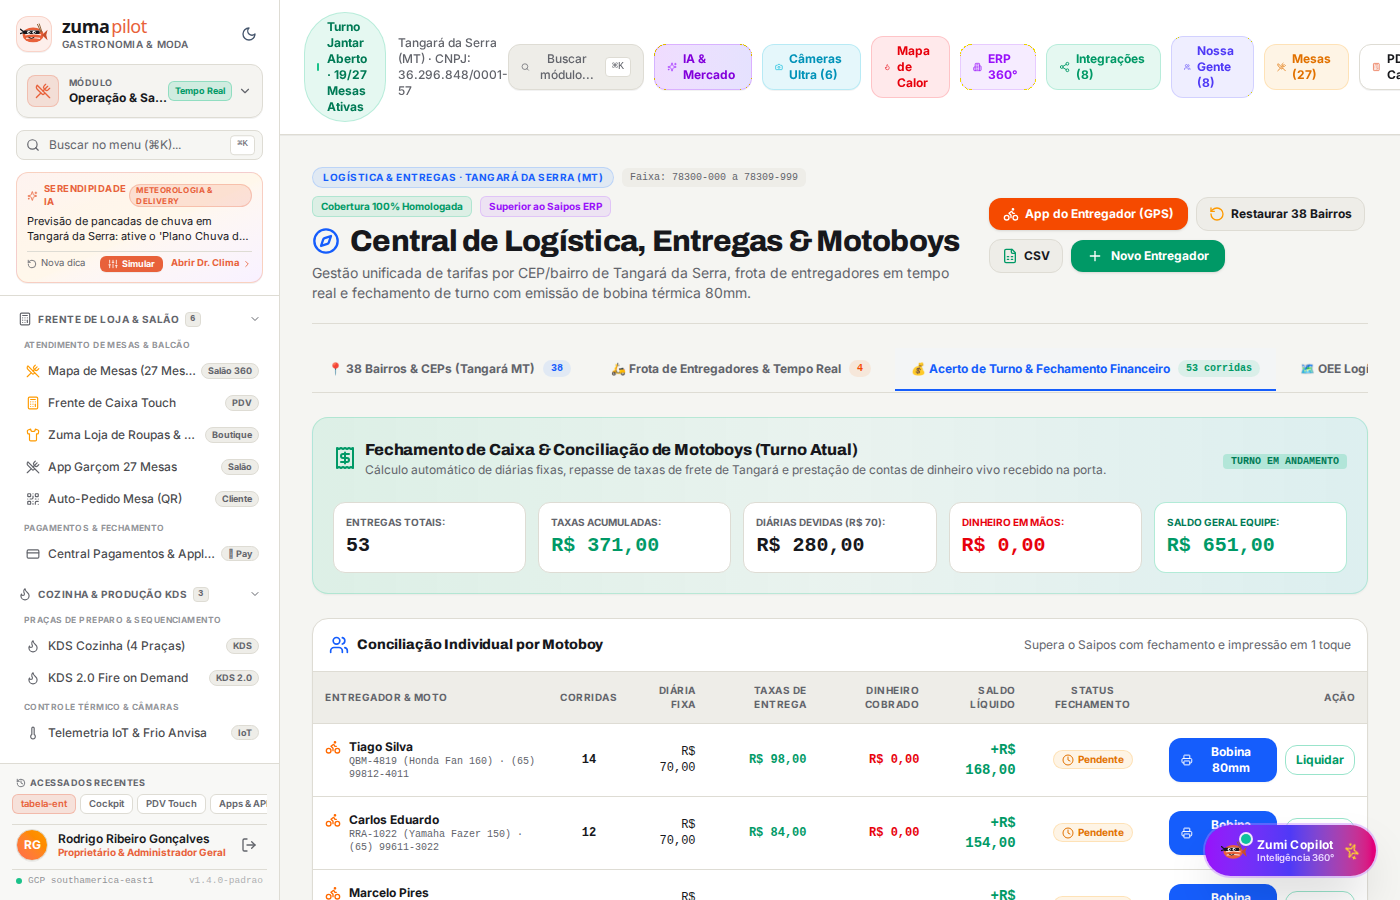 zumapilot
GASTRONOMIA & MODA
MÓDULO
Operação & Sa...
Tempo Real
Buscar no menu (⌘K)...
⌘K
SERENDIPIDADE IA
METEOROLOGIA & DELIVERY
Previsão de pancadas de chuva em
Tangará da Serra: ative o 'Plano Chuva d...
Nova dica
Simular
Abrir Dr. Clima
FRENTE DE LOJA & SALÃO 6
ATENDIMENTO DE MESAS & BALCÃO
Mapa de Mesas (27 Mes... Salão 360
Frente de Caixa Touch PDV
Zuma Loja de Roupas & ... Boutique
App Garçom 27 Mesas Salão
Auto-Pedido Mesa (QR) Cliente
PAGAMENTOS & FECHAMENTO
Central Pagamentos & Appl... Pay
COZINHA & PRODUÇÃO KDS 3
PRAÇAS DE PREPARO & SEQUENCIAMENTO
KDS Cozinha (4 Praças) KDS
KDS 2.0 Fire on Demand KDS 2.0
CONTROLE TÉRMICO & CÂMARAS
Telemetria IoT & Frio Anvisa IoT
ACESSADOS RECENTES
tabela-ent
Cockpit
PDV Touch
Apps & API
RG
Rodrigo Ribeiro Gonçalves
Proprietário & Administrador Geral
GCP southamerica-east1
v1.4.0-padrao
Turno
Jantar
Aberto
· 19/27
Mesas
Ativas
Tangará da Serra
(MT) · CNPJ:
36.296.848/0001-
57
Buscar
módulo...
⌘K
IA &
Mercado
Câmeras
Ultra (6)
Mapa
de
Calor
ERP
360°
Integrações
(8)
Nossa
Gente
(8)
Mesas
(27)
LOGÍSTICA & ENTREGAS · TANGARÁ DA SERRA (MT)
Faixa: 78300-000 a 78309-999
Cobertura 100% Homologada
Superior ao Saipos ERP
Central de Logística, Entregas & Motoboys
Gestão unificada de tarifas por CEP/bairro de Tangará da Serra, frota de entregadores em tempo
real e fechamento de turno com emissão de bobina térmica 80mm.
App do Entregador (GPS)
Restaurar 38 Bairros
CSV
Novo Entregador
38 Bairros & CEPs (Tangará MT) 38
Frota de Entregadores & Tempo Real 4
Acerto de Turno & Fechamento Financeiro 53 corridas
OEE Logí
Fechamento de Caixa & Conciliação de Motoboys (Turno Atual)
Cálculo automático de diárias fixas, repasse de taxas de frete de Tangará e prestação de contas de dinheiro vivo recebido na porta.
TURNO EM ANDAMENTO
ENTREGAS TOTAIS:
53
TAXAS ACUMULADAS:
R$ 371,00
DIÁRIAS DEVIDAS (R$ 70):
R$ 280,00
DINHEIRO EM MÃOS:
R$ 0,00
SALDO GERAL EQUIPE:
R$ 651,00
Conciliação Individual por Motoboy
Supera o Saipos com fechamento e impressão em 1 toque
ENTREGADOR & MOTO
CORRIDAS
DIÁRIA FIXA
TAXAS DE ENTREGA
DINHEIRO COBRADO
SALDO LÍQUIDO
STATUS FECHAMENTO
AÇÃO
Tiago Silva
QBM-4819 (Honda Fan 160) · (65)
99812-4011
14
R$
70,00
R$ 98,00
R$ 0,00
+R$
168,00
Pendente
Bobina
80mm
Liquidar
Carlos Eduardo
RRA-1022 (Yamaha Fazer 150) ·
(65) 99611-3022
12
R$
70,00
R$ 84,00
R$ 0,00
+R$
154,00
Pendente
Bobina
Marcelo Pires
R$
+R$
Bobina
Zumi Copilot
Inteligência 360°